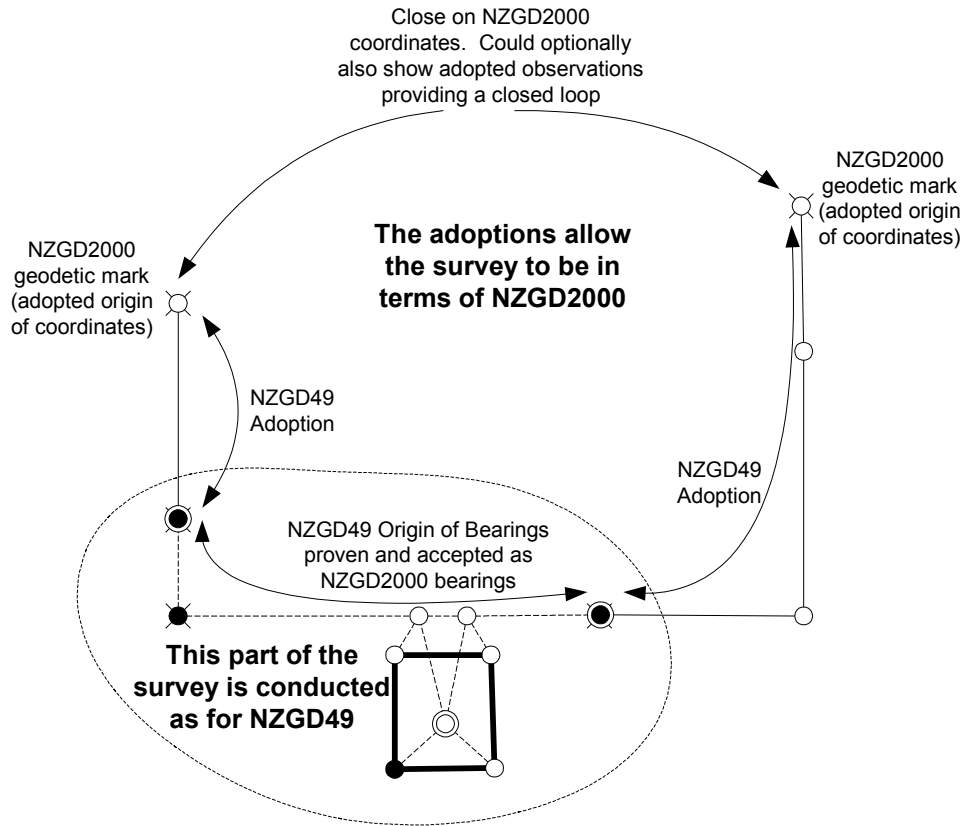 Close on NZGD2000
coordinates. Could optionally
also show adopted observations
providing a closed loop
NZGD2000
geodetic mark
(adopted origin
of coordinates)
The adoptions allow
the survey to be in
terms of NZGD2000
NZGD2000
geodetic mark
(adopted origin
of coordinates)
NZGD49
Adoption
NZGD49
Adoption
NZGD49 Origin of Bearings
proven and accepted as
NZGD2000 bearings
This part of the
survey is conducted
as for NZGD49